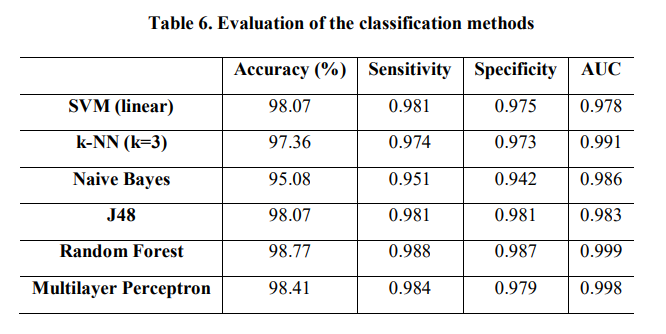 Table 6. Evaluation of the classification methods
Accuracy (%) Sensitivity Specificity AUC
SVM (linear) 98.07 0.981 0.975 0.978
k-NN (k=3) 97.36 0.974 0.973 0.991
Naive Bayes 95.08 0.951 0.942 0.986
J48 98.07 0.981 0.981 0.983
Random Forest 98.77 0.988 0.987 0.999
Multilayer Perceptron 98.41 0.984 0.979 0.998